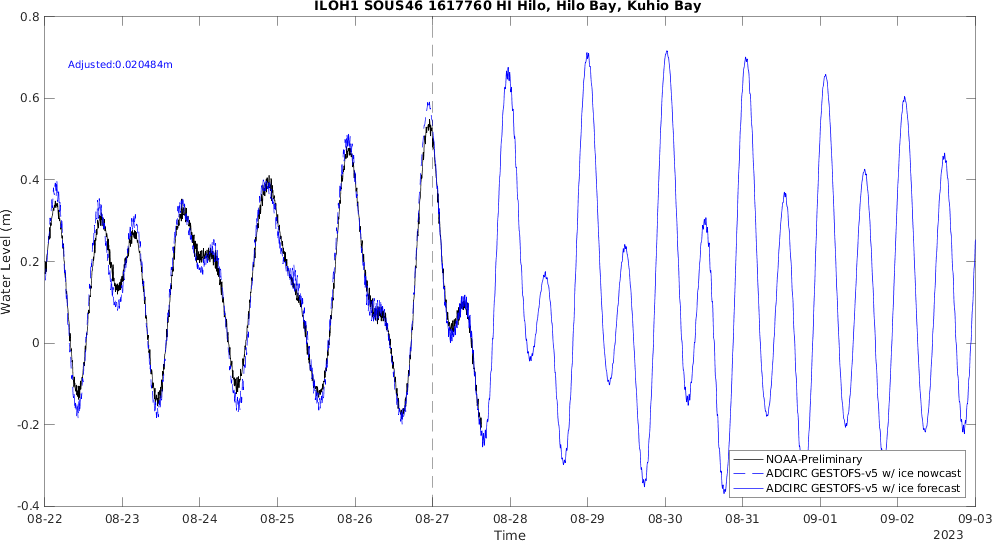 ILOH1 SOUS46 1617760 HI Hilo, Hilo Bay, Kuhio Bay
Adjusted:0.020484m
Water Level (m)
0.8
0.6
0.4
0.2
0
-0.2
-0.4
NOAA-Preliminary
ADCIRC GESTOFS-v5 w/ ice nowcast
ADCIRC GESTOFS-v5 w/ ice forecast
08-22 08-23 08-24 08-25 08-26 08-27 08-28 08-29 08-30 08-31 09-01 09-02 09-03
Time
2023